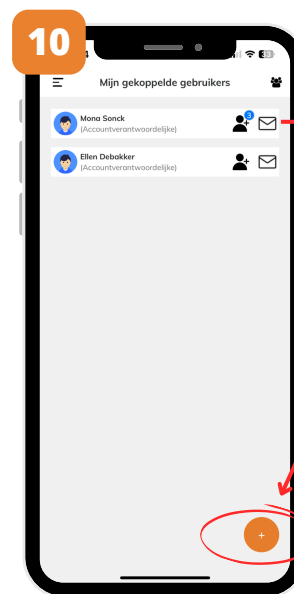 10
Mijn gekoppelde gebruikers
Mona Sonck
3
(Accountverantwoordelijke)
Ellen Debakker
(Accountverantwoordelijke)
+